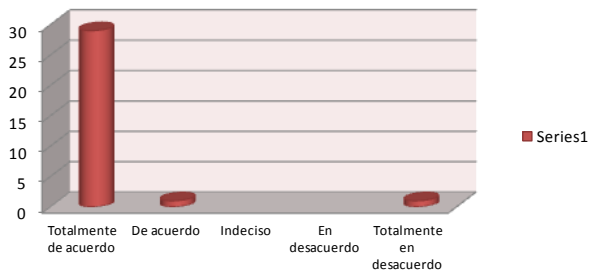 30
25
20
15
10
5
0
Totalmente
de acuerdo
De acuerdo
Indeciso
En
desacuerdo
Totalmente
en
desacuerdo
Series1